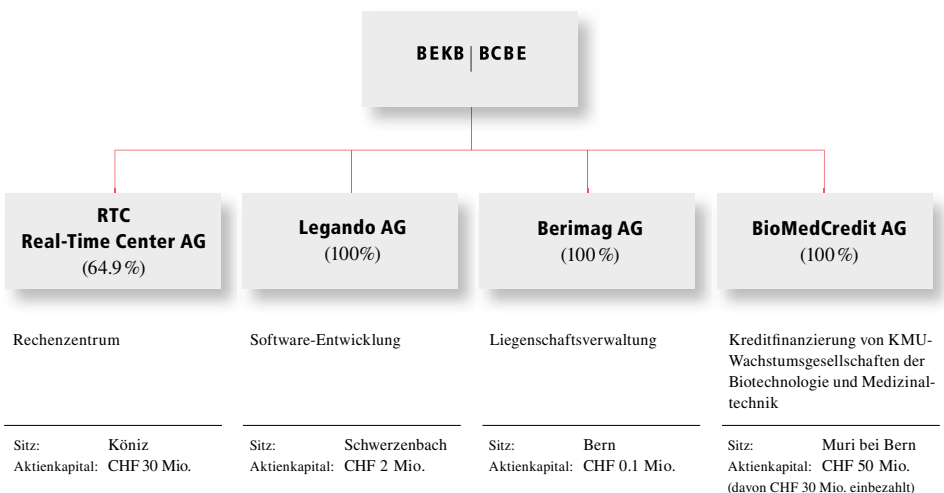 BEKB | BCBE
RTC
Real-Time Center AG
(64.9 %)
Legando AG
(100%)
Berimag AG
(100 %)
BioMedCredit AG
(100 %)
Rechenzentrum
Software-Entwicklung
Liegenschaftsverwaltung
Kreditfinanzierung von KMU-
Wachstumsgesellschaften der
Biotechnologie und Medizinal-
technik
Sitz: Köniz
Aktienkapital: CHF 30 Mio.
Sitz: Schwerzenbach
Aktienkapital: CHF 2 Mio.
Sitz: Bern
Aktienkapital: CHF 0.1 Mio.
Sitz: Muri bei Bern
Aktienkapital: CHF 50 Mio.
(davon CHF 30 Mio. einbezahlt)